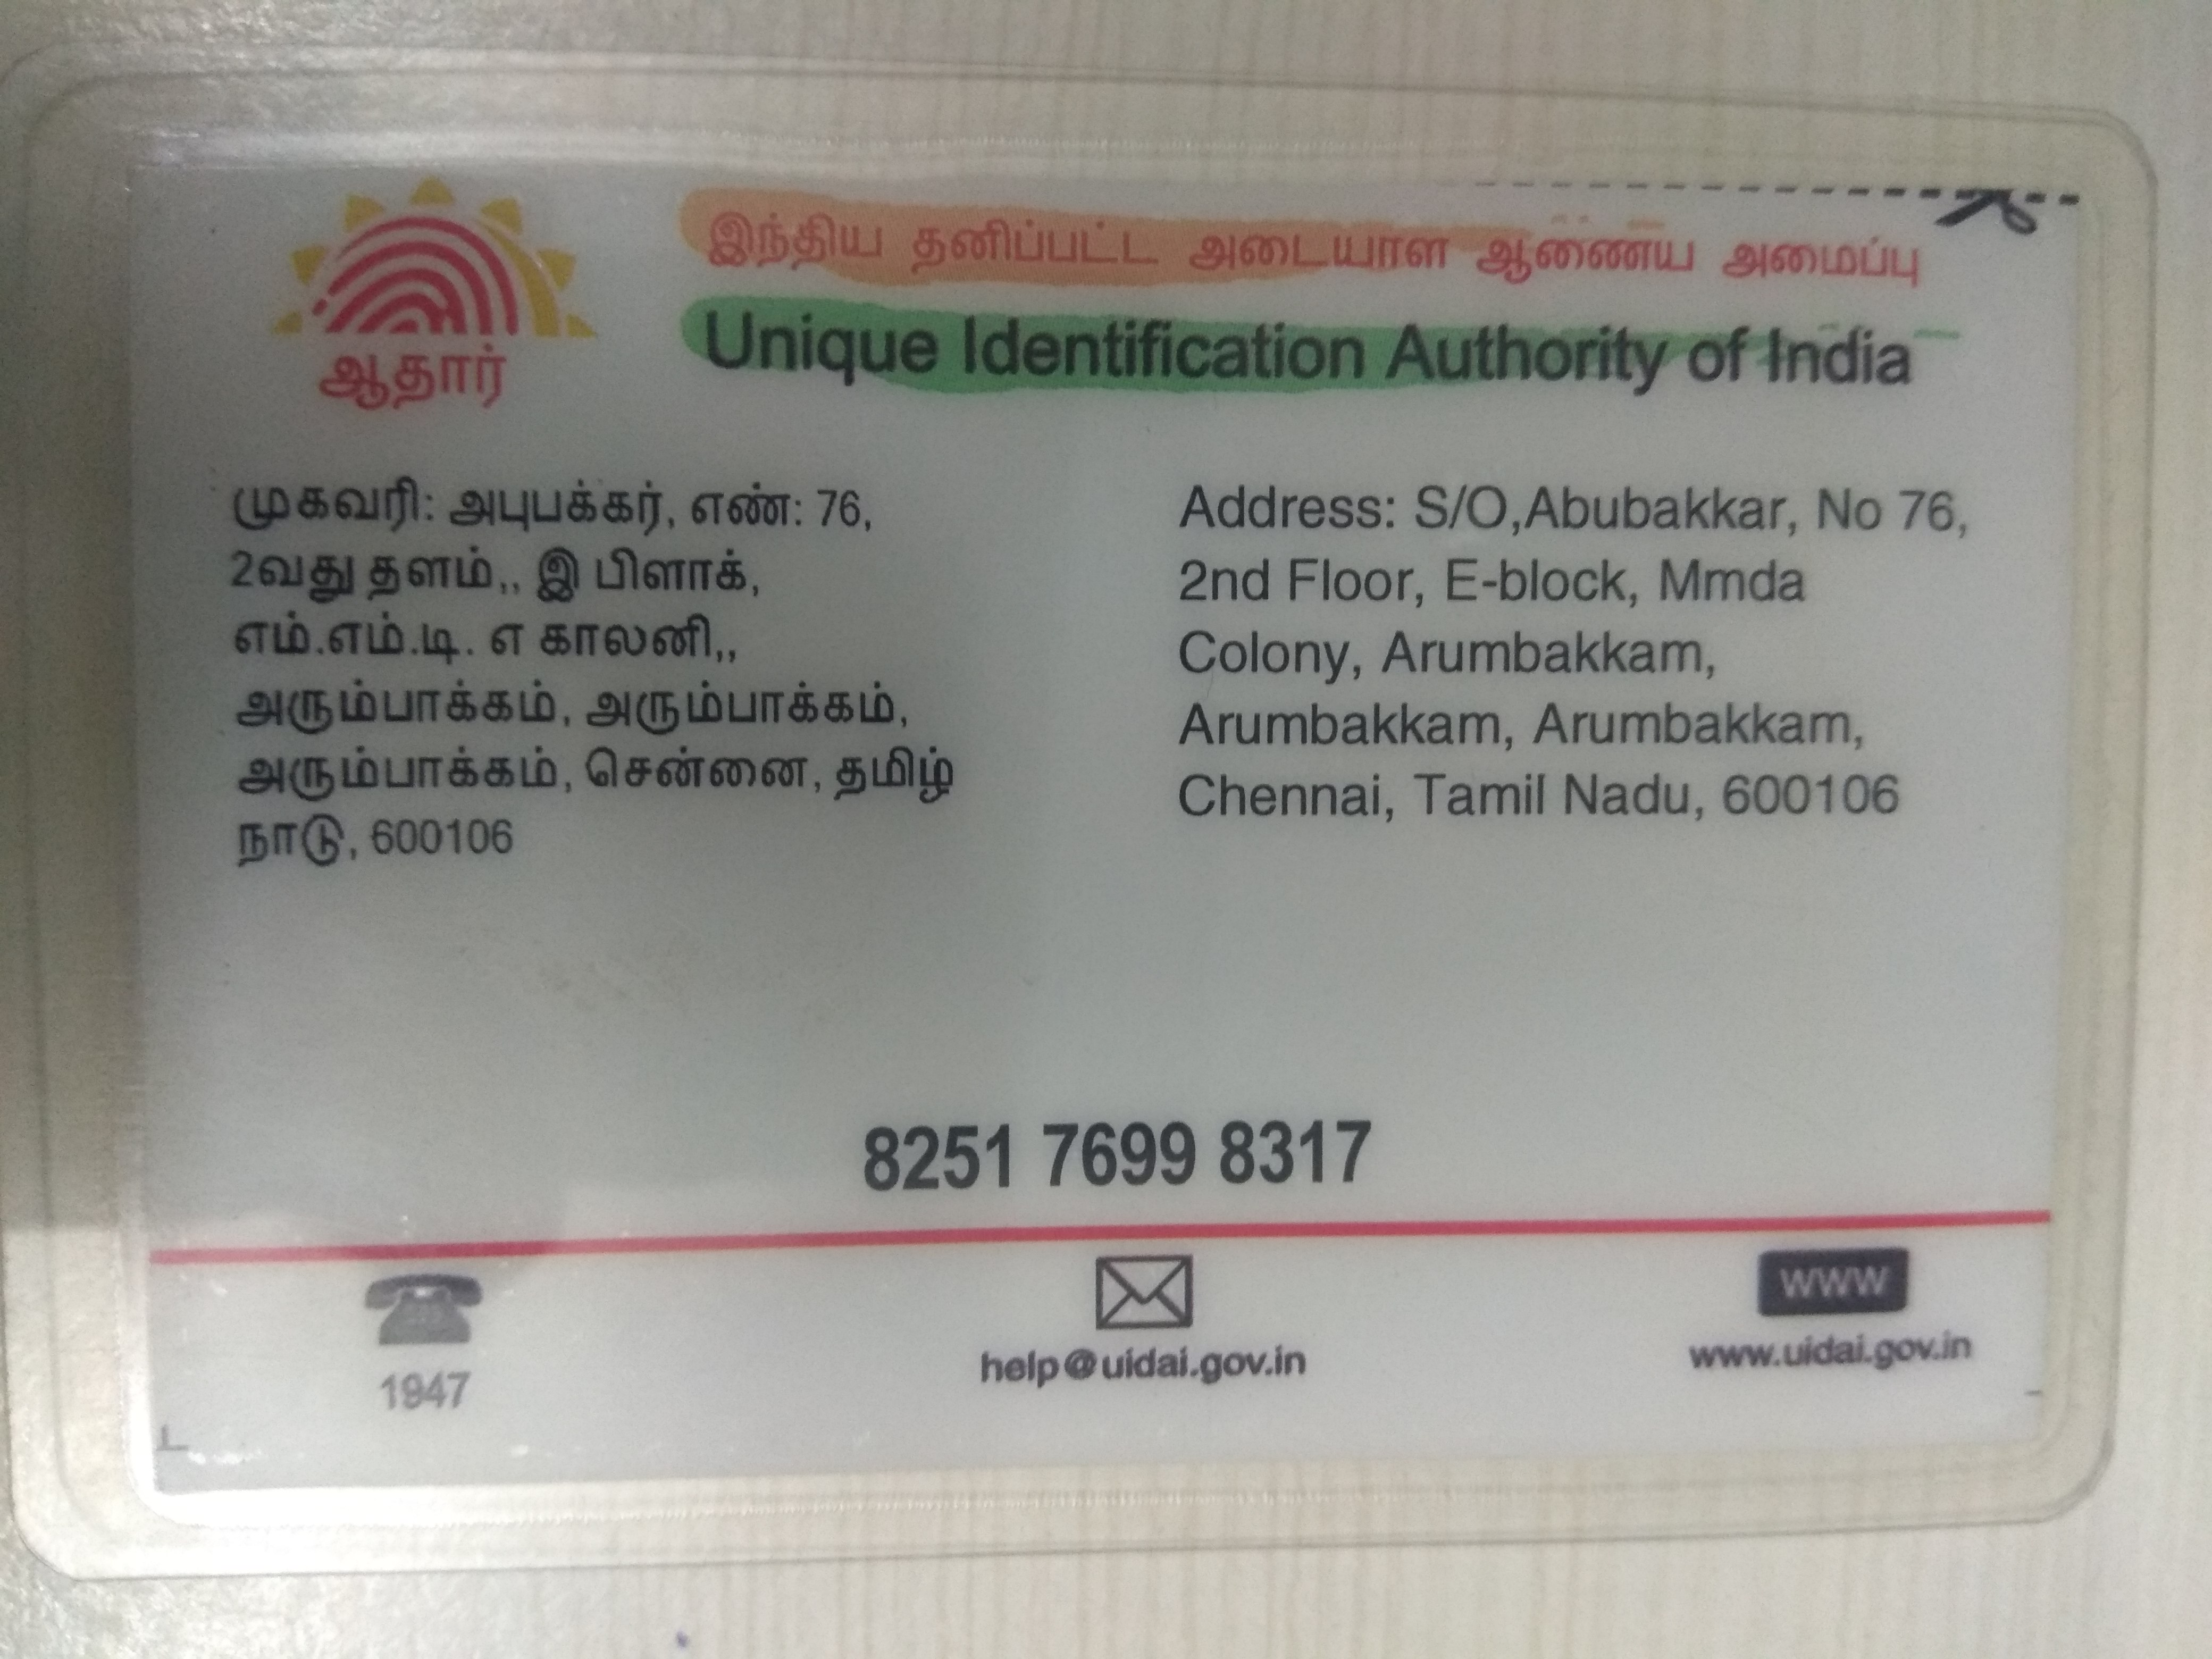 இந்திய தனிப்பட்ட அடையாள ஆணைய அமைப்பு
Unique Identification Authority of India
ஆதார்
முகவரி: அபுபக்கர், எண்: 76,
2வது தளம்,, இ பிளாக்,
எம்.எம்.டி. எ காலனி,,
அரும்பாக்கம், அரும்பாக்கம்,
அரும்பாக்கம், சென்னை, தமிழ்
நாடு, 600106
Address: S/O,Abubakkar, No 76,
2nd Floor, E-block, Mmda
Colony, Arumbakkam,
Arumbakkam, Arumbakkam,
Chennai, Tamil Nadu, 600106
8251 7699 8317
1947
help@uidai.gov.in
WWW
www.uidai.gov.in